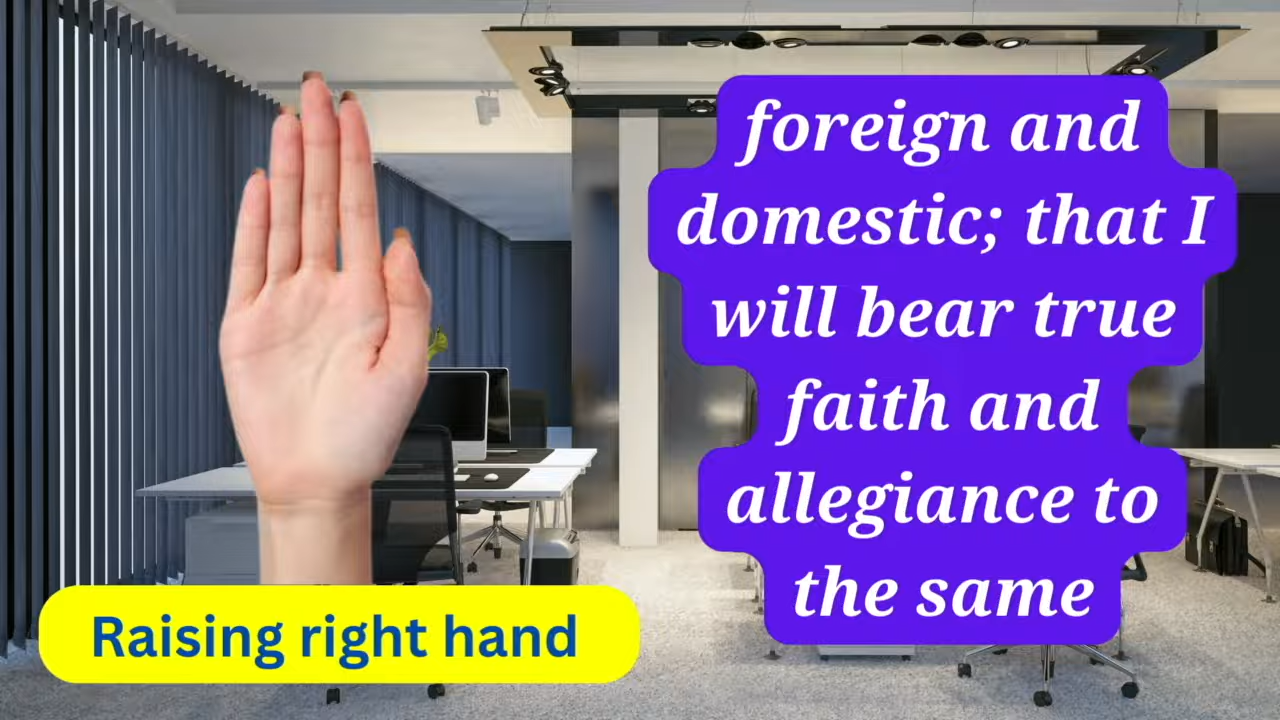 foreign and
domestic; that I
will bear true
faith and
allegiance to
the same
Raising right hand